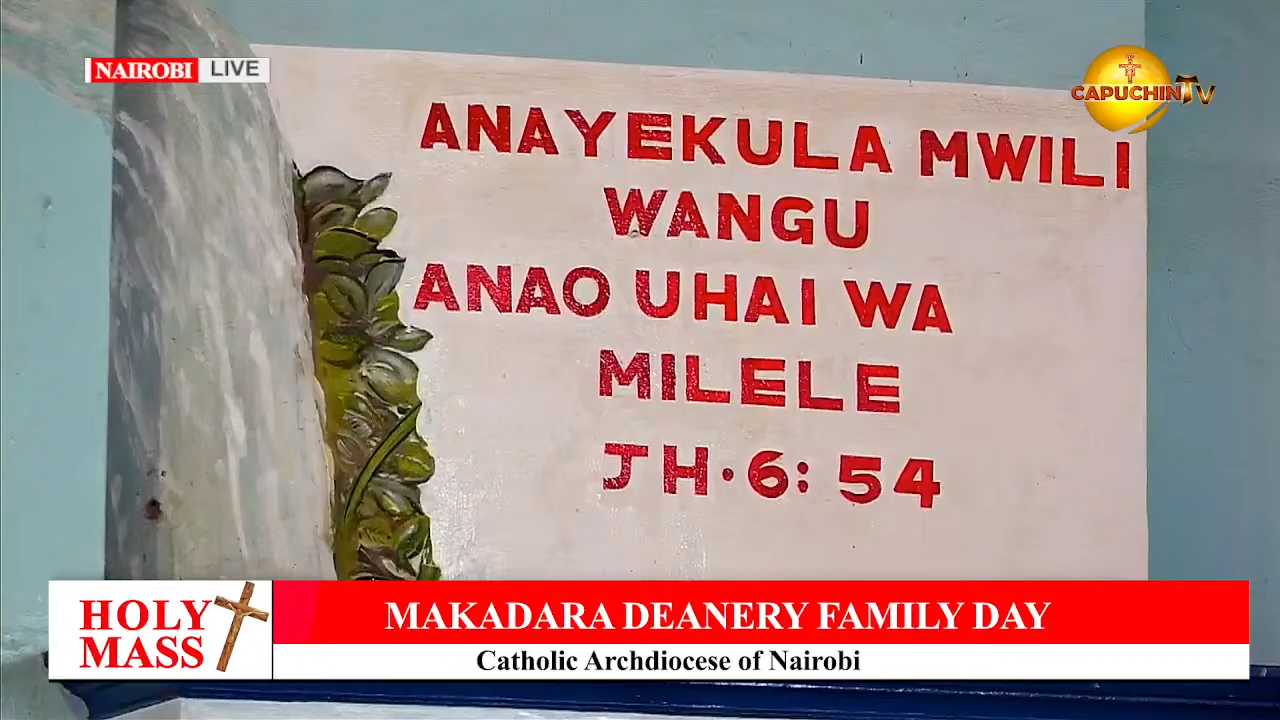 NAIROBI LIVE
CAPUCHIN TV
ANAYEKULA MWILI
WANGU
ANAO UHAI WA
MILELE
JH. 6: 54
HOLY
MASS
MAKADARA DEANERY FAMILY DAY
Catholic Archdiocese of Nairobi